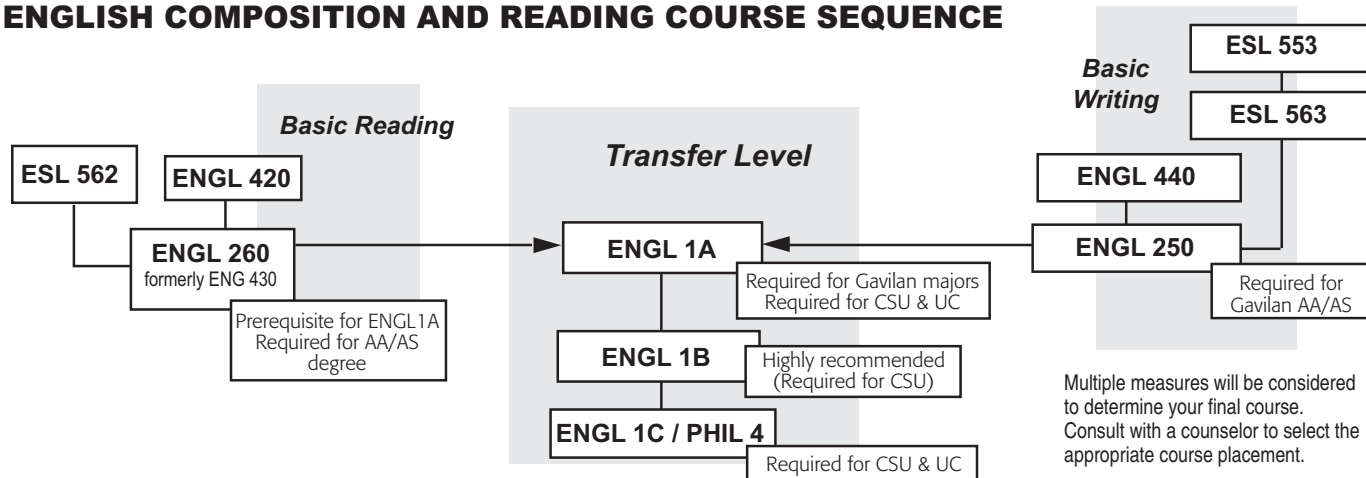 ENGLISH COMPOSITION AND READING COURSE SEQUENCE
Basic Reading
ESL 562
ENGL 420
ENGL 260
formerly ENG 430
Prerequisite for ENGL1A
Required for AA/AS
degree
Transfer Level
ENGL 1A
Required for Gavilan majors
Required for CSU & UC
ENGL 1B
Highly recommended
(Required for CSU)
ENGL 1C / PHIL 4
Required for CSU & UC
Basic
Writing
ESL 553
ESL 563
ENGL 440
ENGL 250
Required for
Gavilan AA/AS
Multiple measures will be considered
to determine your final course.
Consult with a counselor to select the
appropriate course placement.